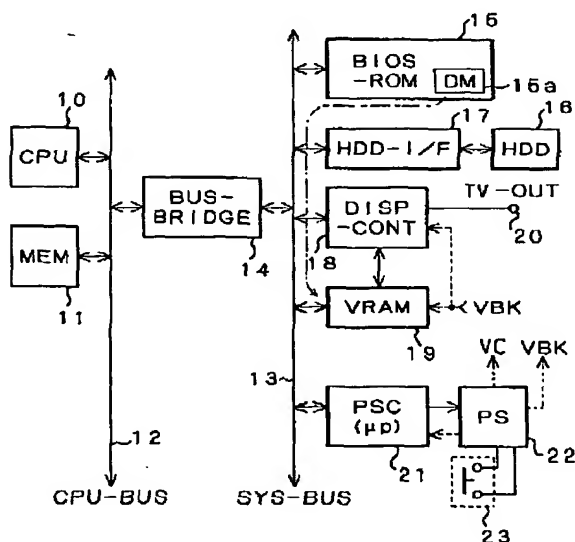 15
BIOS
-ROM
DM
15a
10
17
16
CPU
HDD-I/F
HDD
TV-OUT
BUS-
BRIDGE
DISP
-CONT
20
14
18
MEM
11
VRAM
VBK
19
VC
VBK
13
PSC
(μp)
PS
12
21
22
CPU-BUS
SYS-BUS
23